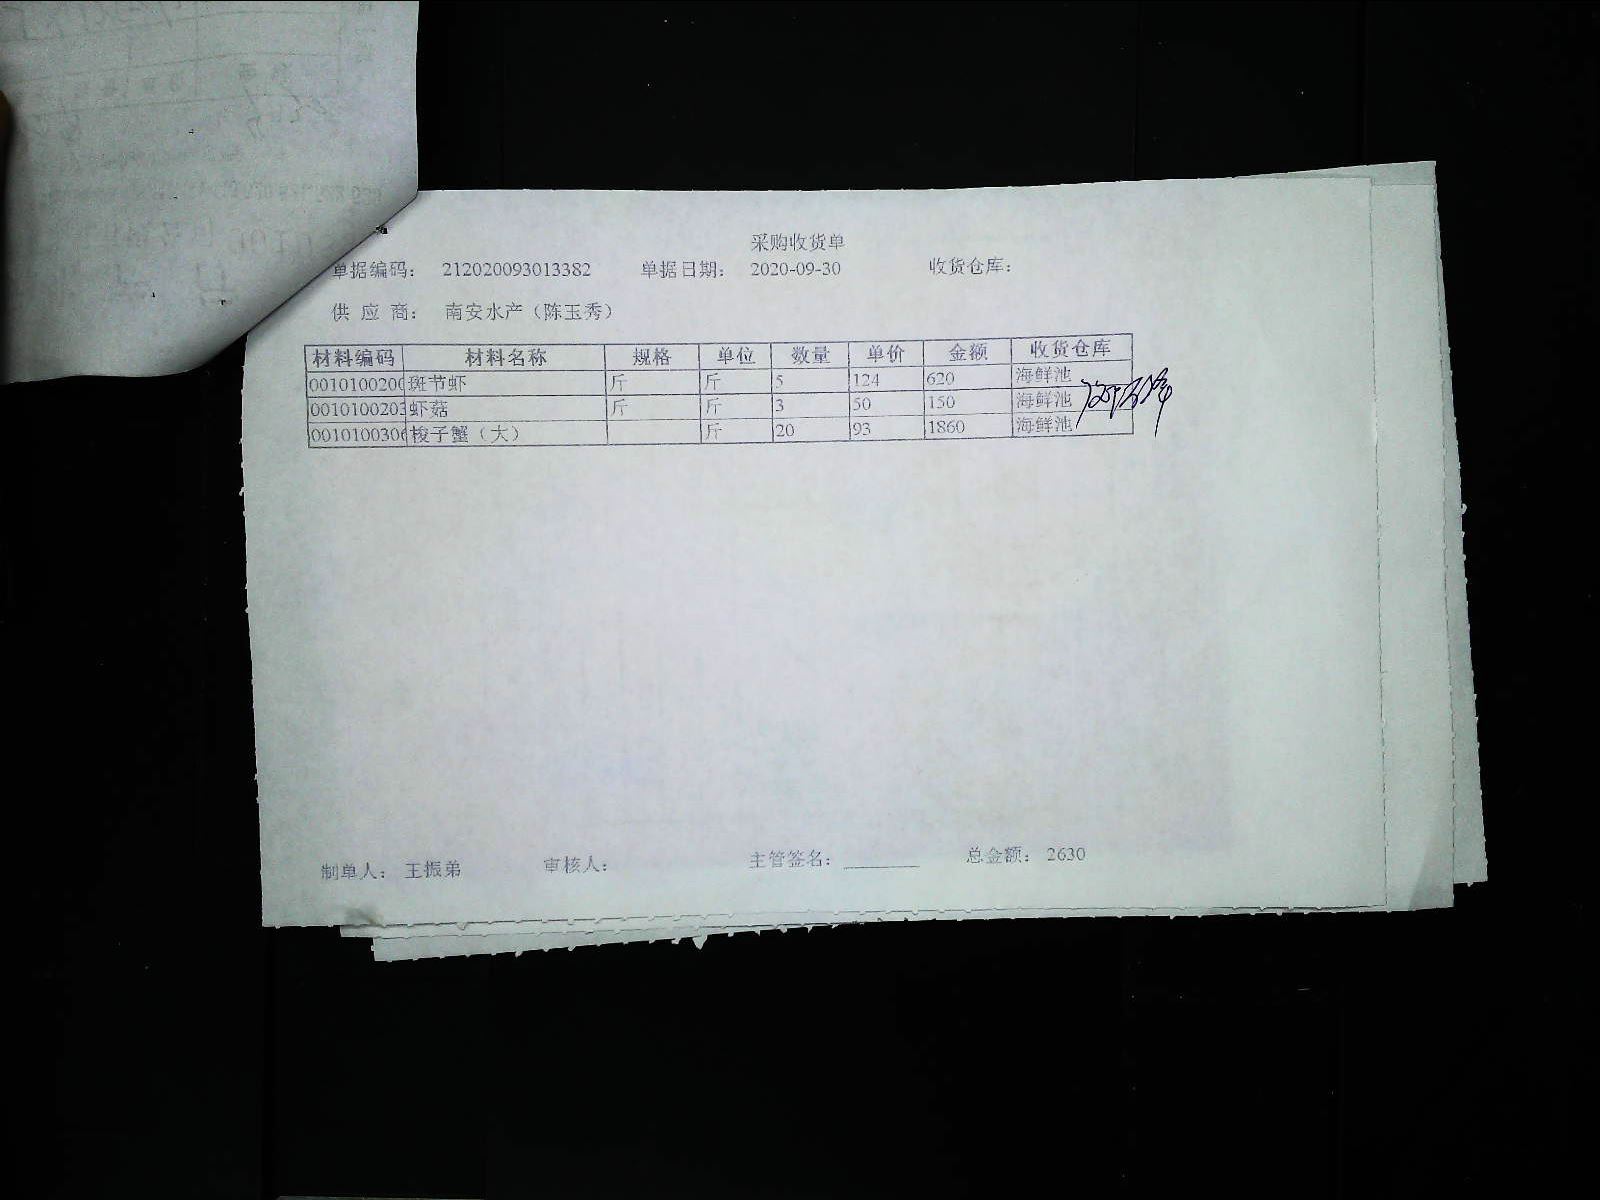 采购收货单
单据编码： 212020093013382 单据日期： 2020-09-30 收货仓库：
供 应 商： 南安水产（陈玉秀）
材料编码 材料名称 规格 单位 数量 单价 金额 收货仓库
0010100200 斑节虾 斤 斤 5 124 620 海鲜池
0010100203 虾菇 斤 斤 3 50 150 海鲜池
0010100306 梭子蟹（大） 斤 20 93 1860 海鲜池
制单人： 王振弟 审核人： 主管签名： ________ 总金额： 2630